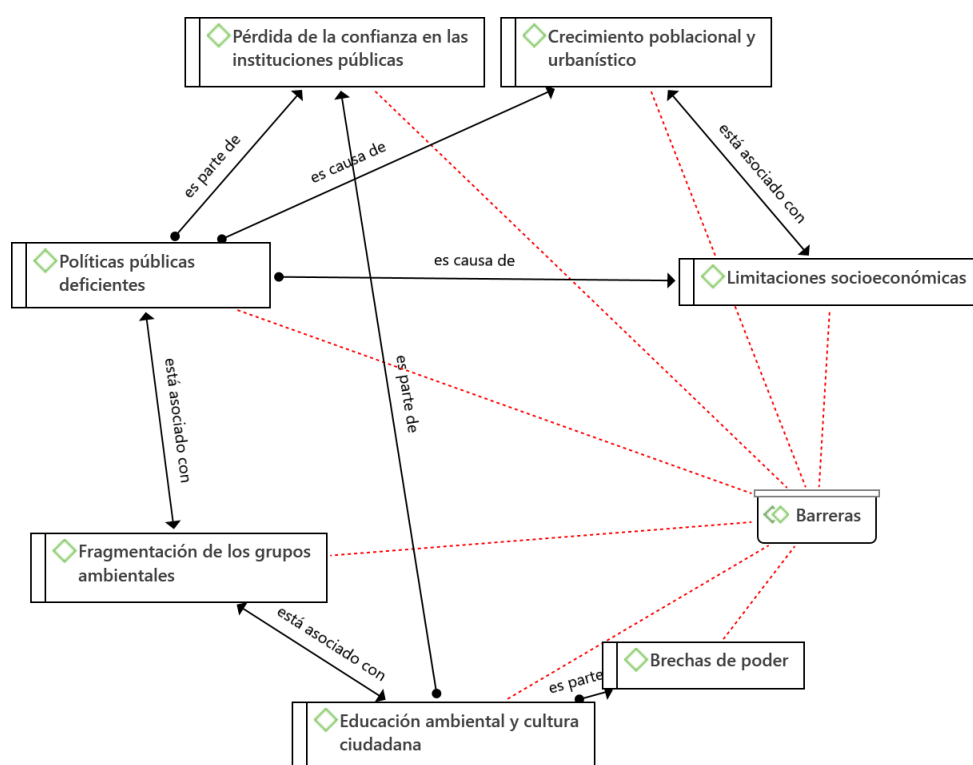 Pérdida de la confianza en las
instituciones públicas
Crecimiento poblacional y
urbanístico
es parte de
es causa de
está asociado con
Políticas públicas
deficientes
es causa de
Limitaciones socioeconómicas
está asociado con
es parte de
Barreras
Fragmentación de los grupos
ambientales
está asociado con
Brechas de poder
es parte
Educación ambiental y cultura
ciudadana